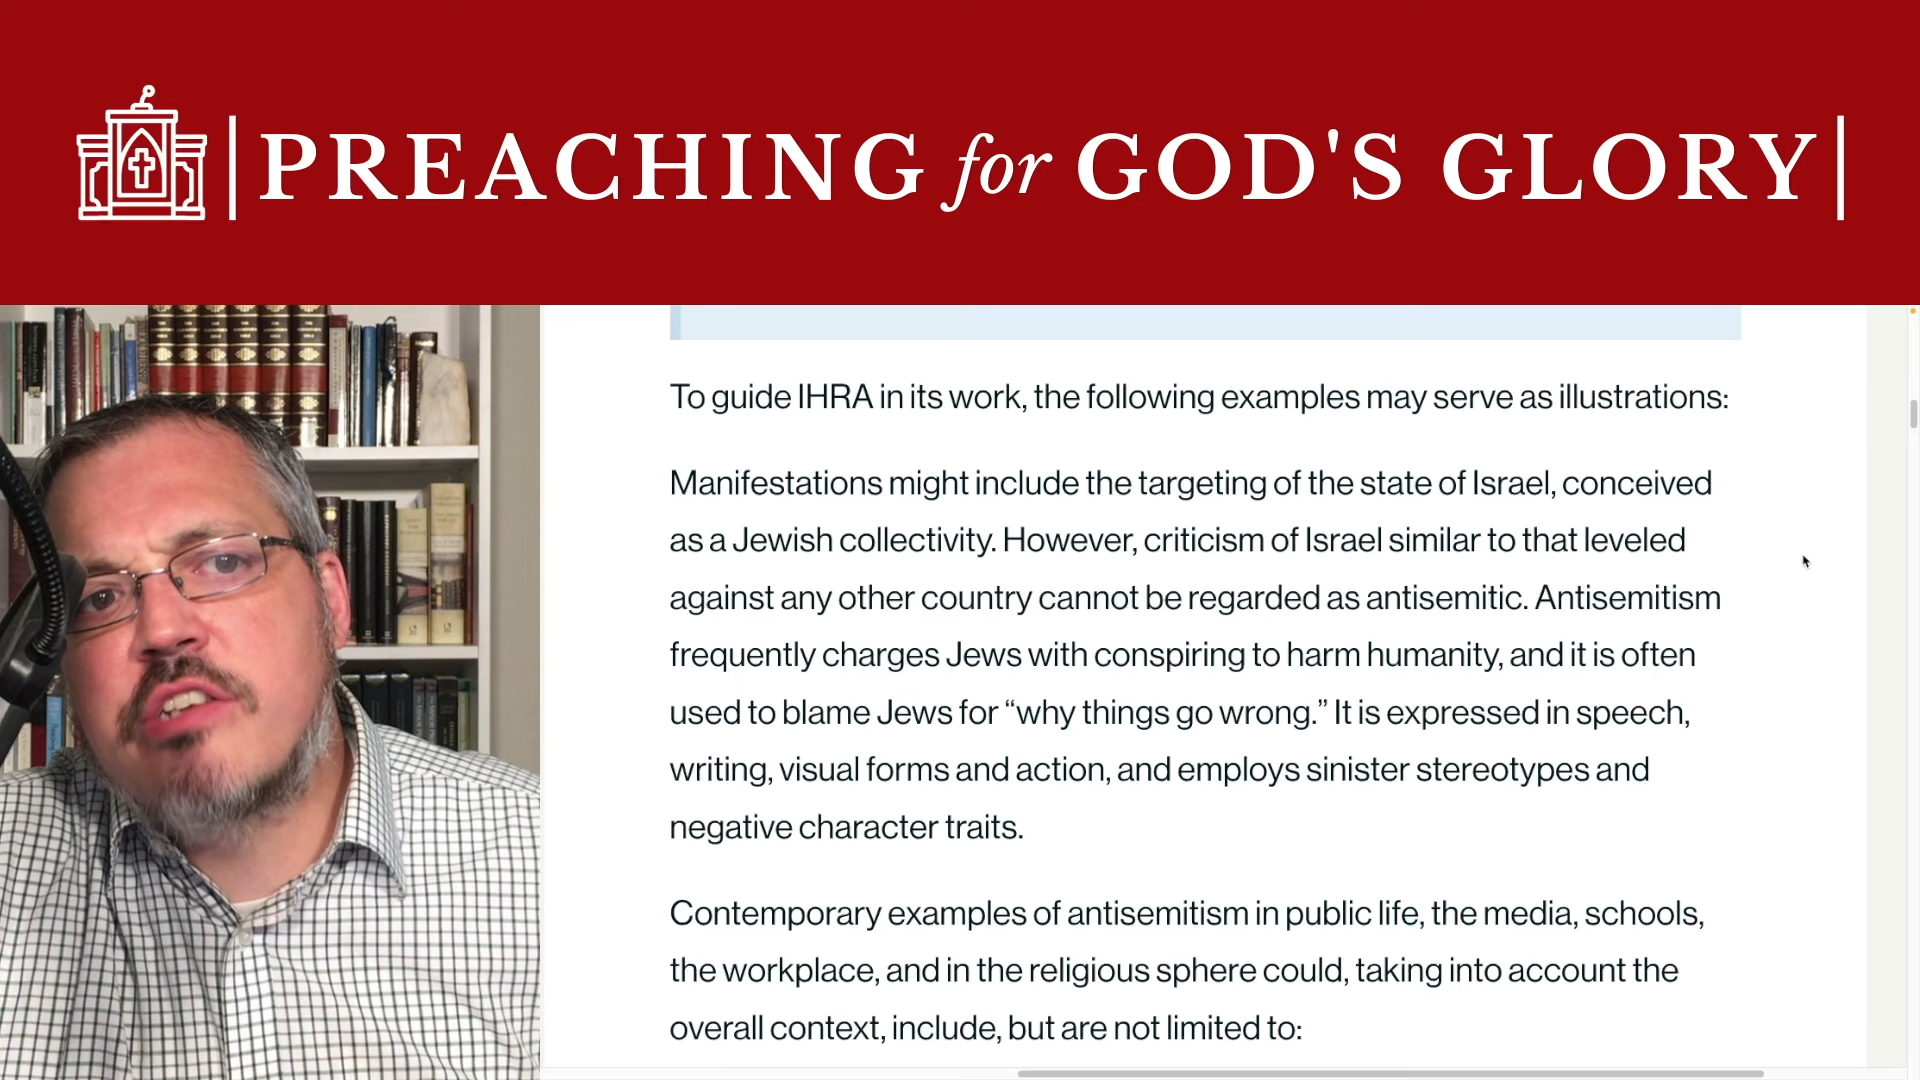 PREACHING for GOD'S GLORY
To guide IHRA in its work, the following examples may serve as illustrations:
Manifestations might include the targeting of the state of Israel, conceived
as a Jewish collectivity. However, criticism of Israel similar to that leveled
against any other country cannot be regarded as antisemitic. Antisemitism
frequently charges Jews with conspiring to harm humanity, and it is often
used to blame Jews for “why things go wrong.” It is expressed in speech,
writing, visual forms and action, and employs sinister stereotypes and
negative character traits.
Contemporary examples of antisemitism in public life, the media, schools,
the workplace, and in the religious sphere could, taking into account the
overall context, include, but are not limited to: